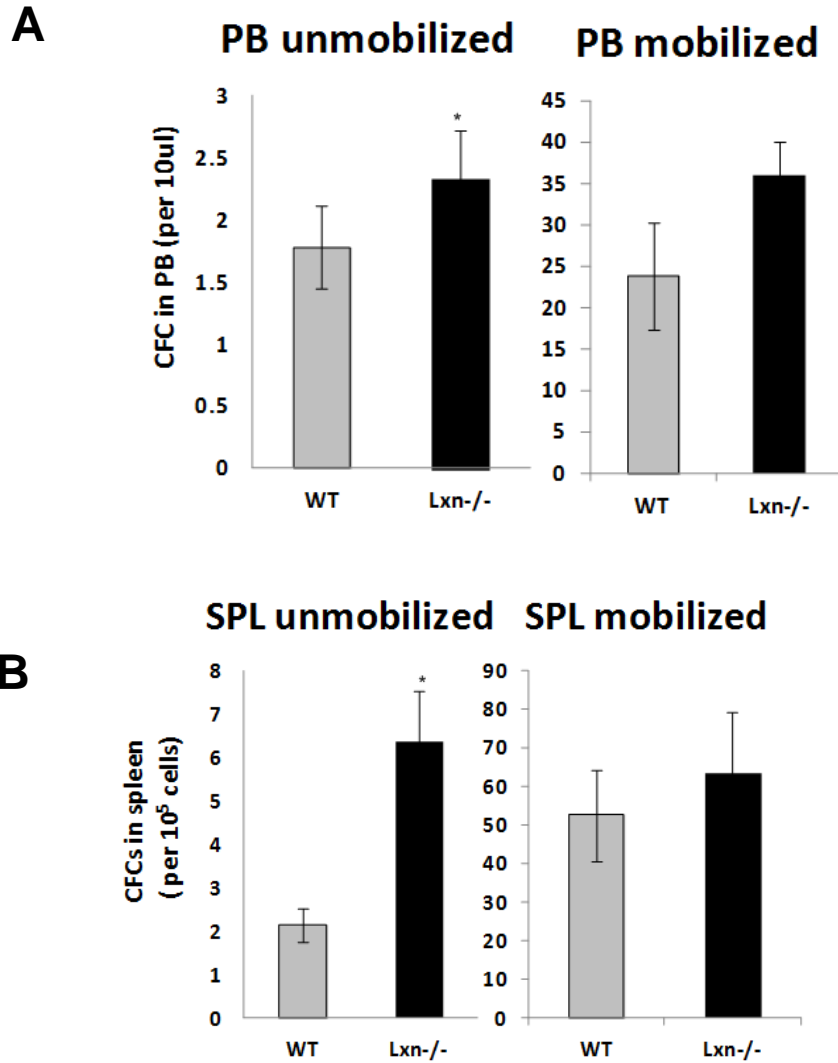 A
PB unmobilized
PB mobilized
CFC in PB (per 10ul)
3
2.5
2
1.5
1
0.5
0
*
WT
Lxn-/-
45
40
35
30
25
20
15
10
5
0
WT
Lxn-/-
B
SPL unmobilized
SPL mobilized
CFCs in spleen
( per 10⁵ cells)
8
7
6
5
4
3
2
1
0
*
WT
Lxn-/-
90
80
70
60
50
40
30
20
10
0
WT
Lxn-/-